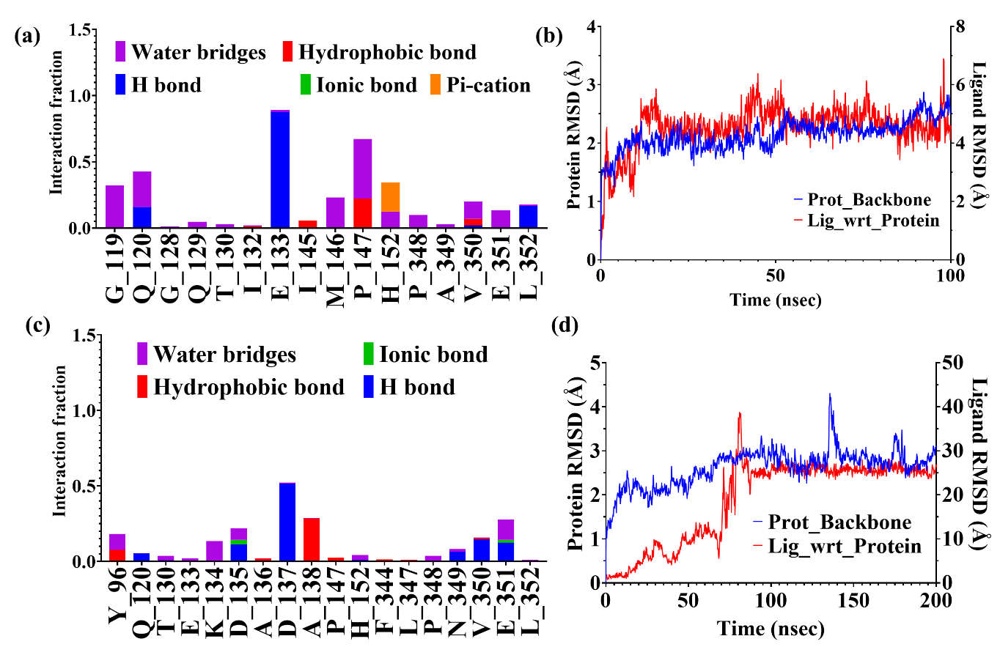 (a)
Interaction fraction
1.5
1.0
0.5
0.0
Water bridges
Hydrophobic bond
H bond
Ionic bond
Pi-cation
G_119
Q_120
G_128
Q_129
T_130
I_132
E_133
I_145
M_146
P_147
H_152
P_348
A_349
V_350
E_351
L_352
(b)
Protein RMSD (Å)
4
3
2
1
0
8
6
4
2
0
Ligand RMSD (Å)
Prot_Backbone
Lig_wrt_Protein
0
50
100
Time (nsec)
(c)
Interaction fraction
1.5
1.0
0.5
0.0
Water bridges
Ionic bond
Hydrophobic bond
H bond
Y_96
Q_120
T_130
E_133
K_134
D_135
A_136
D_137
A_138
P_147
H_152
F_344
L_347
P_348
N_349
V_350
E_351
L_352
(d)
Protein RMSD (Å)
5
4
3
2
1
0
50
40
30
20
10
0
Ligand RMSD (Å)
Prot_Backbone
Lig_wrt_Protein
0
50
100
150
200
Time (nsec)